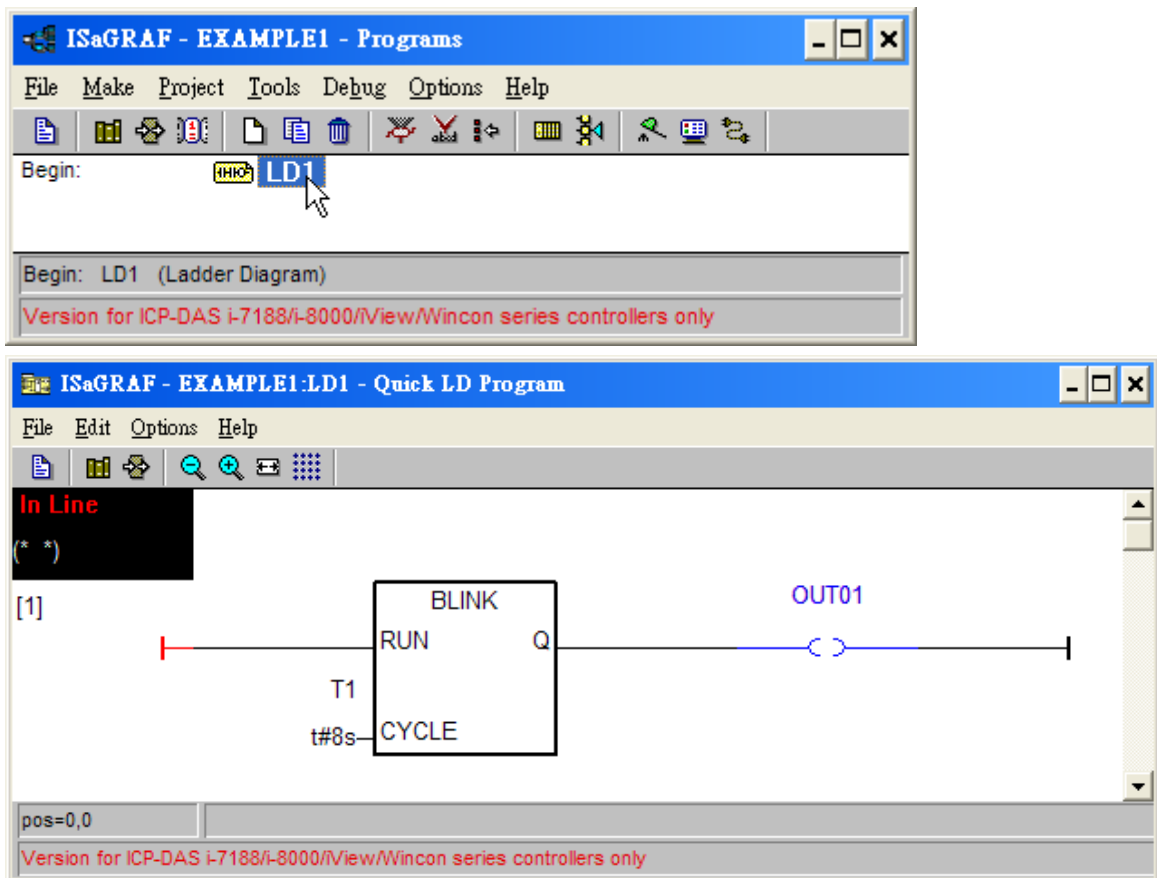 ISaGRAF - EXAMPLE1 - Programs
File Make Project Tools Debug Options Help
Begin: LD1
Begin: LD1 (Ladder Diagram)
Version for ICP-DAS i-7188/i-8000/iView/Wincon series controllers only
ISaGRAF - EXAMPLE1:LD1 - Quick LD Program
File Edit Options Help
In Line
(* *)
[1]
BLINK
OUT01
RUN Q
T1
t#8s CYCLE
pos=0,0
Version for ICP-DAS i-7188/i-8000/iView/Wincon series controllers only